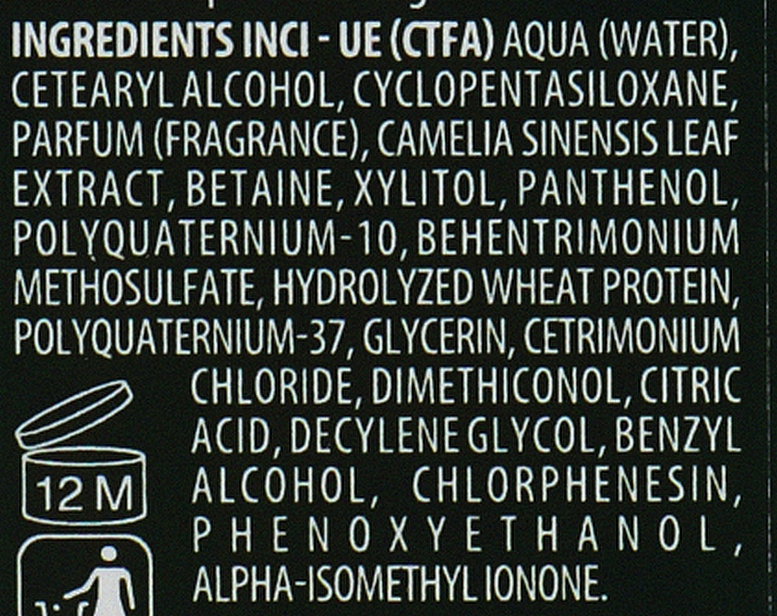 INGREDIENTS INCI - UE (CTFA) AQUA (WATER),
CETEARYL ALCOHOL, CYCLOPENTASILOXANE,
PARFUM (FRAGRANCE), CAMELIA SINENSIS LEAF
EXTRACT, BETAINE, XYLITOL, PANTHENOL,
POLYQUATERNIUM-10, BEHENTRIMONIUM
METHOSULFATE, HYDROLYZED WHEAT PROTEIN,
POLYQUATERNIUM-37, GLYCERIN, CETRIMONIUM
CHLORIDE, DIMETHICONOL, CITRIC
ACID, DECYLENE GLYCOL, BENZYL
ALCOHOL, CHLORPHENESIN,
PHENOXYETHANOL,
ALPHA-ISOMETHYL IONONE.
12 M